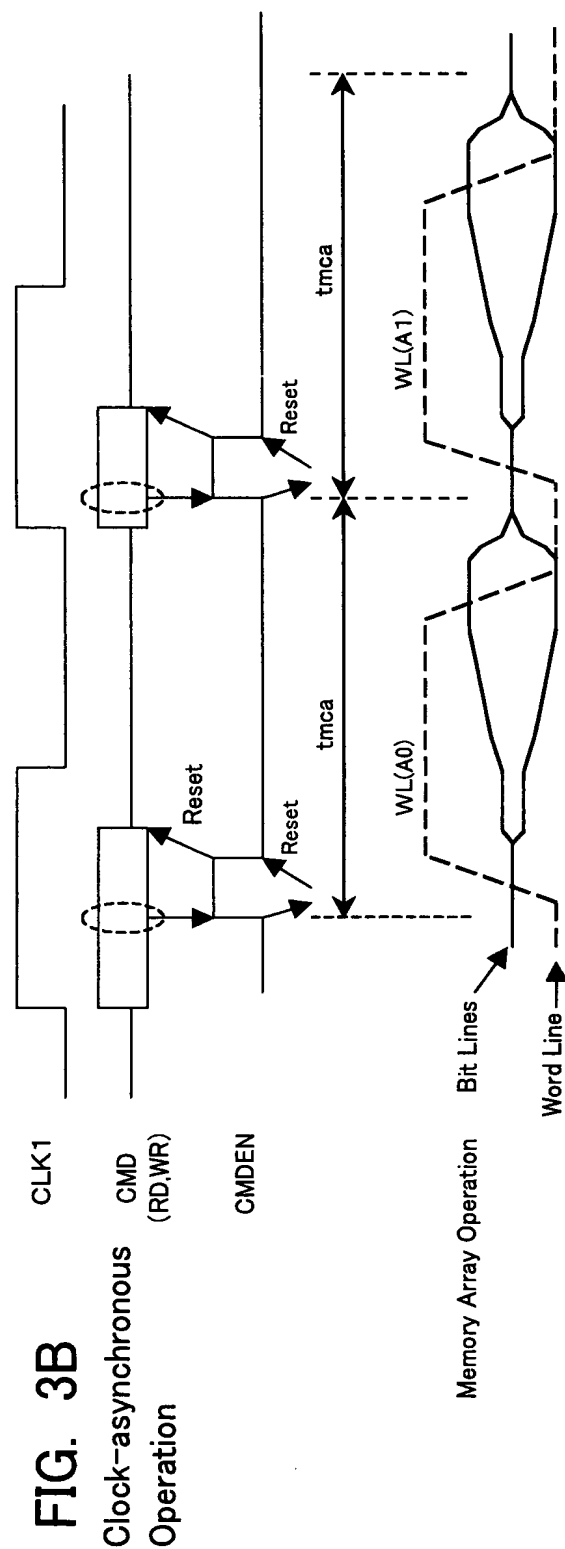 FIG. 3B
Clock-asynchronous
Operation
CLK1
CMD
(RD,WR)
Reset
CMDEN
Reset
Reset
tmca
tmca
WL(A0)
WL(A1)
Memory Array Operation
Bit Lines
Word Line